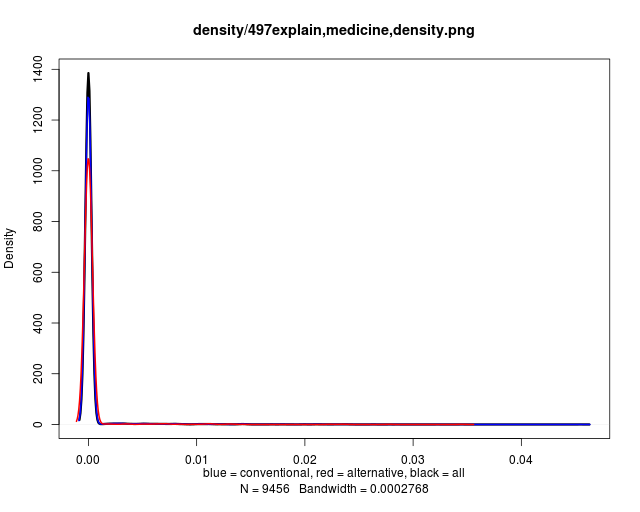 density/497explain,medicine,density.png
Density
1400
1200
1000
800
600
400
200
0
0.00 0.01 0.02 0.03 0.04
blue = conventional, red = alternative, black = all
N = 9456 Bandwidth = 0.0002768